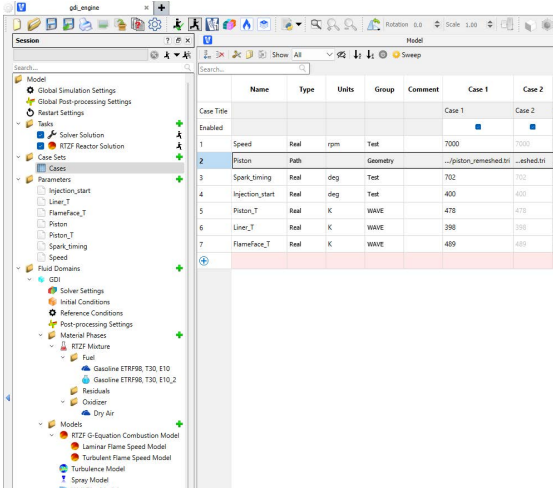 gdi_engine
Rotation 0.0
Scale 1.00
Session
Search...
Model
Global Simulation Settings
Global Post-processing Settings
Restart Settings
Tasks
Solver Solution
RTZF Reactor Solution
Case Sets
Cases
Parameters
Injection_start
Liner_T
FlameFace_T
Piston
Piston_T
Spark_timing
Speed
Fluid Domains
GDI
Solver Settings
Initial Conditions
Reference Conditions
Post-processing Settings
Material Phases
RTZF Mixture
Fuel
Gasoline ETRF98, T30, E10
Gasoline ETRF98, T30, E10_2
Residuals
Oxidizer
Dry Air
Models
RTZF G-Equation Combustion Model
Laminar Flame Speed Model
Turbulent Flame Speed Model
Turbulence Model
Spray Model
Model
Show All
Sweep
Search...
Name Type Units Group Comment Case 1 Case 2
Case Title Case 1 Case 2
Enabled
1 Speed Real rpm Test 7000 7000
2 Piston Path Geometry .../piston_remeshed.tri ...eshed.tri
3 Spark_timing Real deg Test 702 702
4 Injection_start Real deg Test 400 400
5 Piston_T Real K WAVE 478 478
6 Liner_T Real K WAVE 398 398
7 FlameFace_T Real K WAVE 489 489